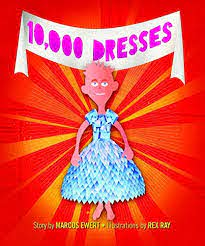 10,000 DRESSES
Story by MARCUS EWERT • Illustrations by REX RAY